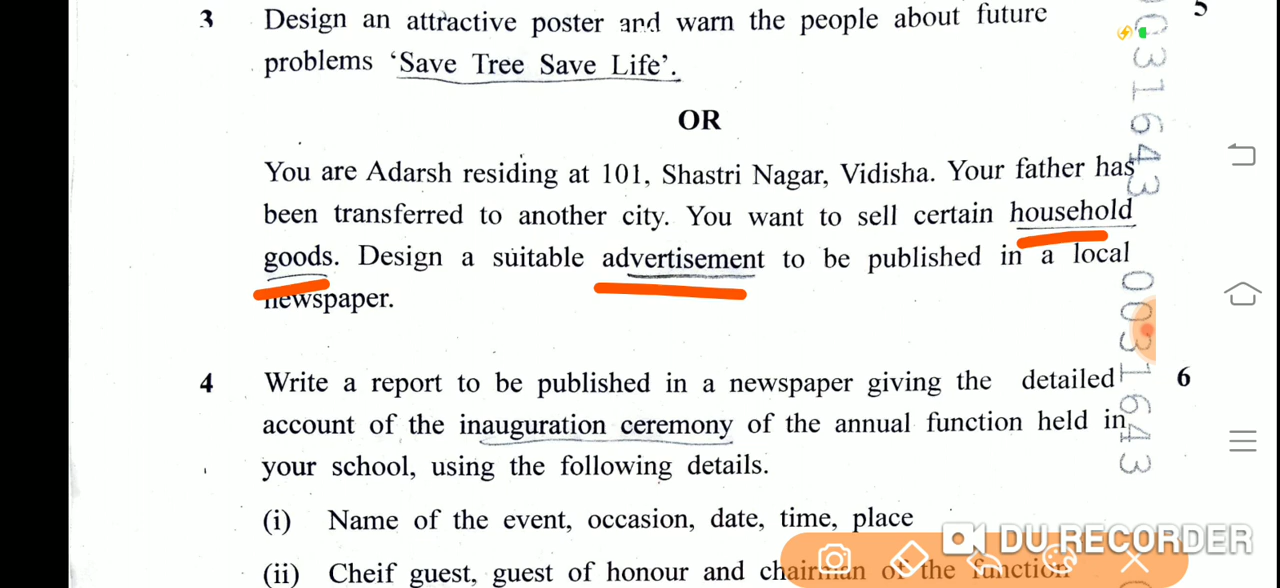 3 Design an attractive poster and warn the people about future 5
problems ‘Save Tree Save Life’.
OR
You are Adarsh residing at 101, Shastri Nagar, Vidisha. Your father has
been transferred to another city. You want to sell certain household
goods. Design a suitable advertisement to be published in a local
newspaper.
4 Write a report to be published in a newspaper giving the detailed 6
account of the inauguration ceremony of the annual function held in
your school, using the following details.
(i) Name of the event, occasion, date, time, place
(ii) Cheif guest, guest of honour and chairman of the function
DU RECORDER
0031643
0031643